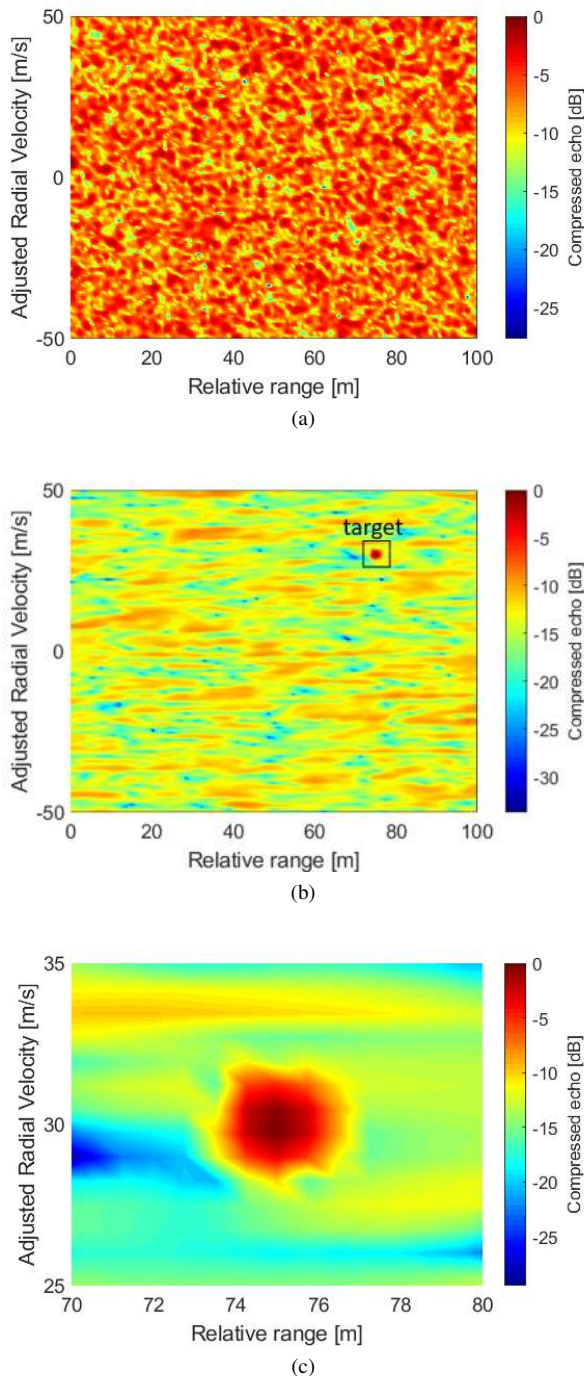 50
0
-50
Adjusted Radial Velocity [m/s]
0 20 40 60 80 100
Relative range [m]
0
-5
-10
-15
-20
-25
Compressed echo [dB]
(a)
50
0
-50
Adjusted Radial Velocity [m/s]
target
0 20 40 60 80 100
Relative range [m]
0
-5
-10
-15
-20
-25
-30
Compressed echo [dB]
(b)
35
30
25
Adjusted Radial Velocity [m/s]
70 72 74 76 78 80
Relative range [m]
0
-5
-10
-15
-20
-25
Compressed echo [dB]
(c)